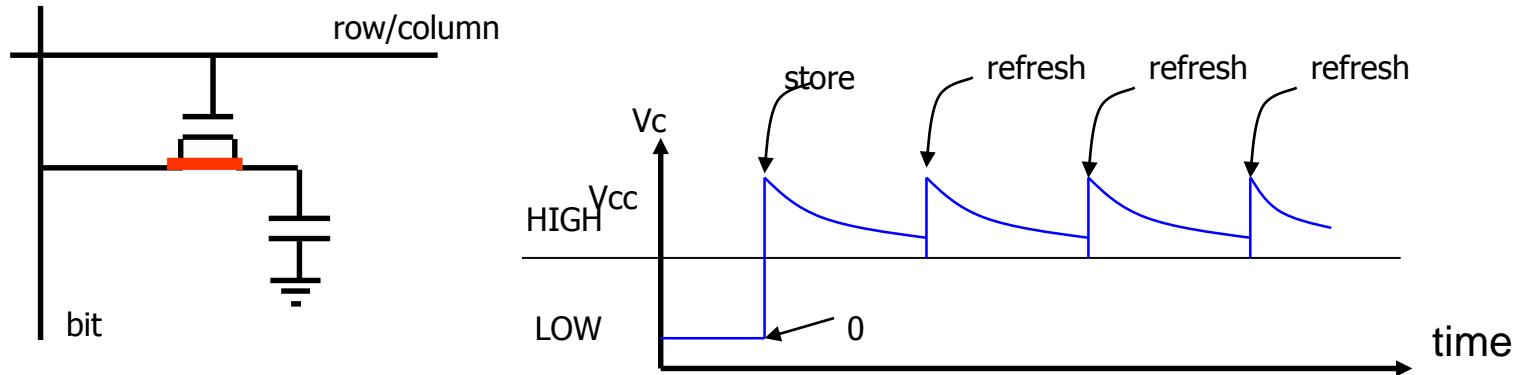 row/column
bit
store
refresh
refresh
refresh
Vc
Vcc
HIGH
LOW
0
time